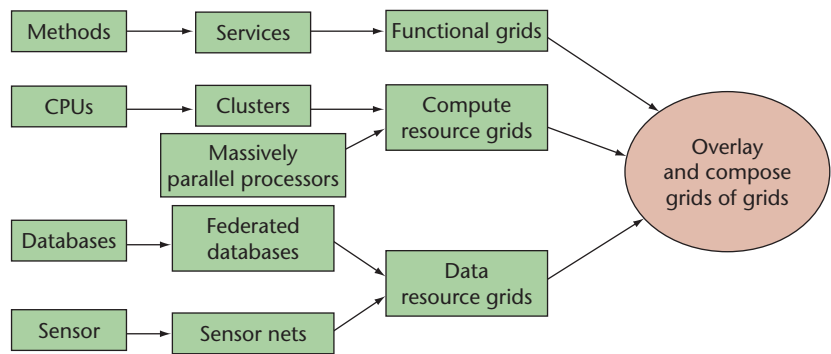 Methods
Services
Functional grids
CPUs
Clusters
Compute
resource grids
Massively
parallel processors
Overlay
and compose
grids of grids
Databases
Federated
databases
Data
resource grids
Sensor
Sensor nets